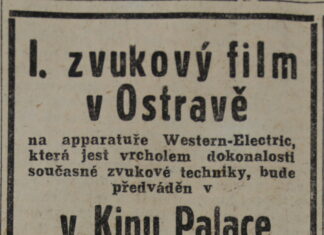 I. zvukový film
v Ostravě
na apparatuře Western-Electric,
která jest vrcholem dokonalosti
současné zvukové techniky, bude
předváděn v
v Kinu Palace